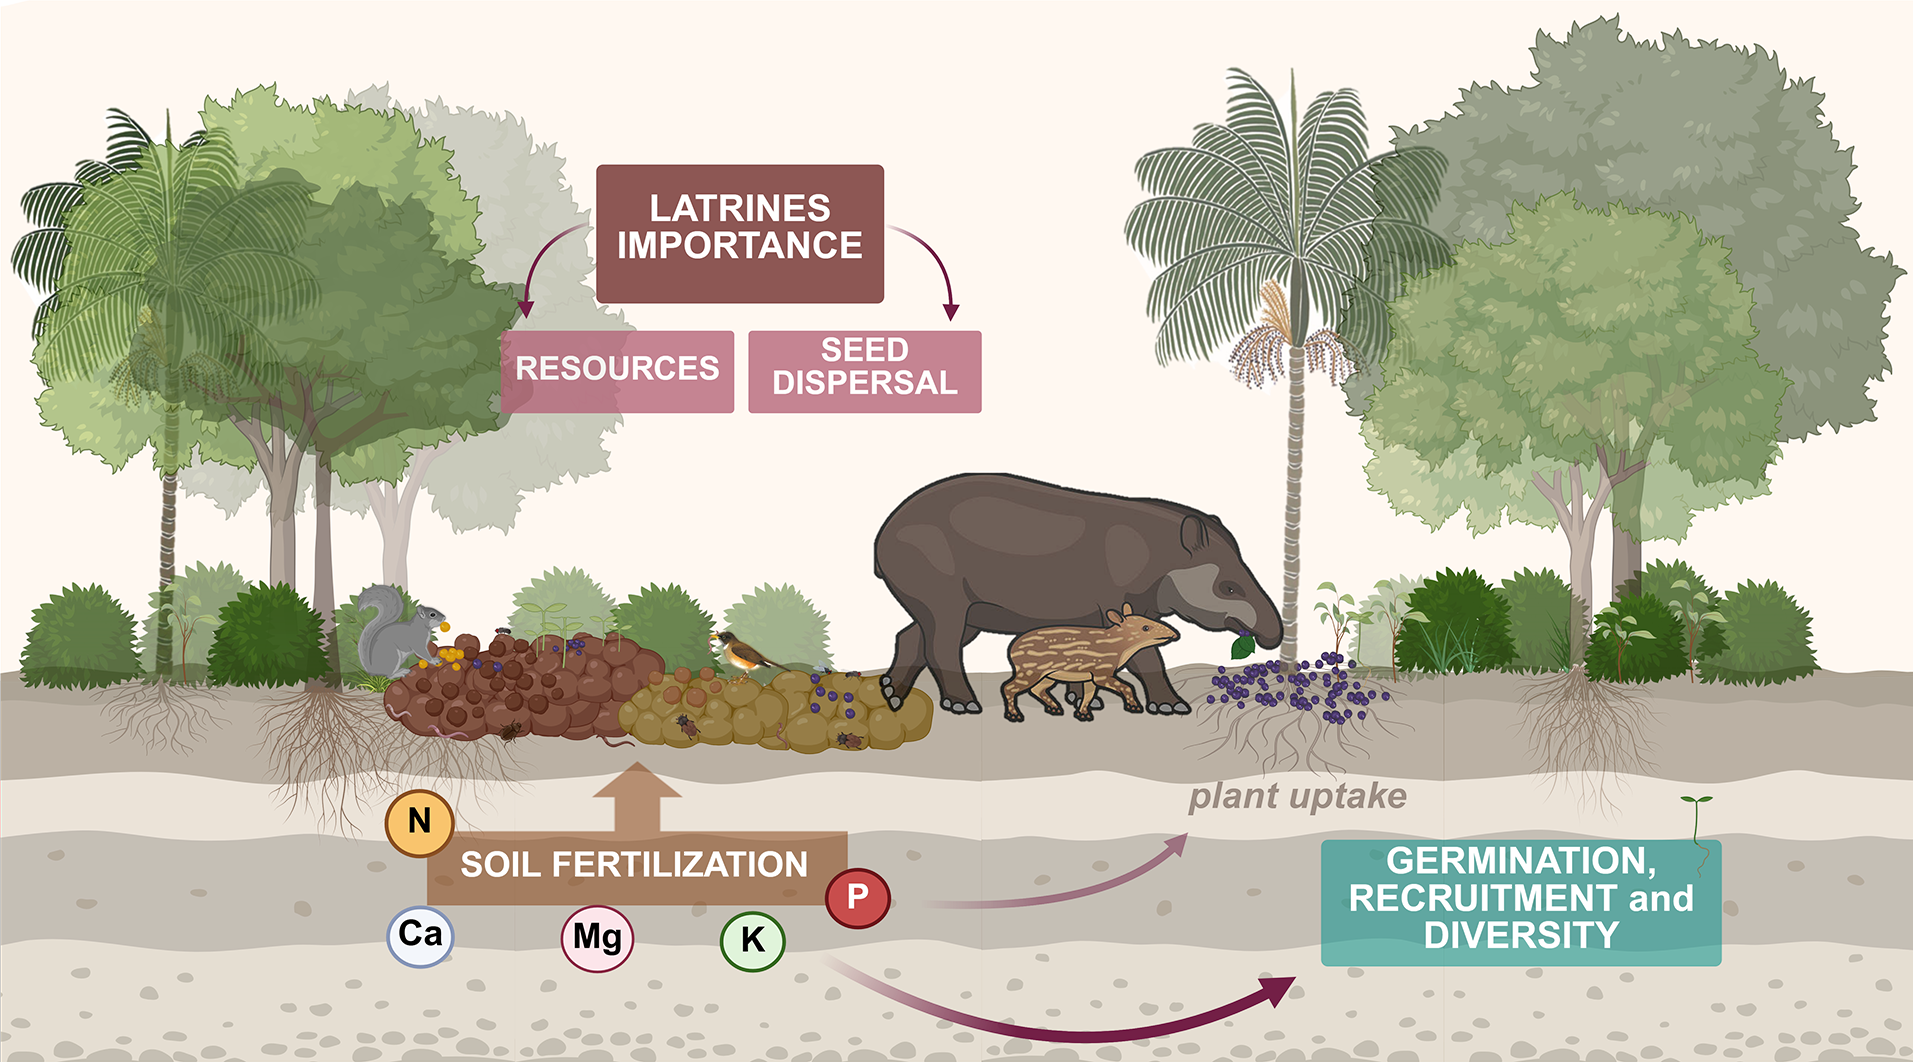 LATRINES
IMPORTANCE
RESOURCES
SEED
DISPERSAL
plant uptake
N
SOIL FERTILIZATION
P
Ca
Mg
K
GERMINATION,
RECRUITMENT and
DIVERSITY